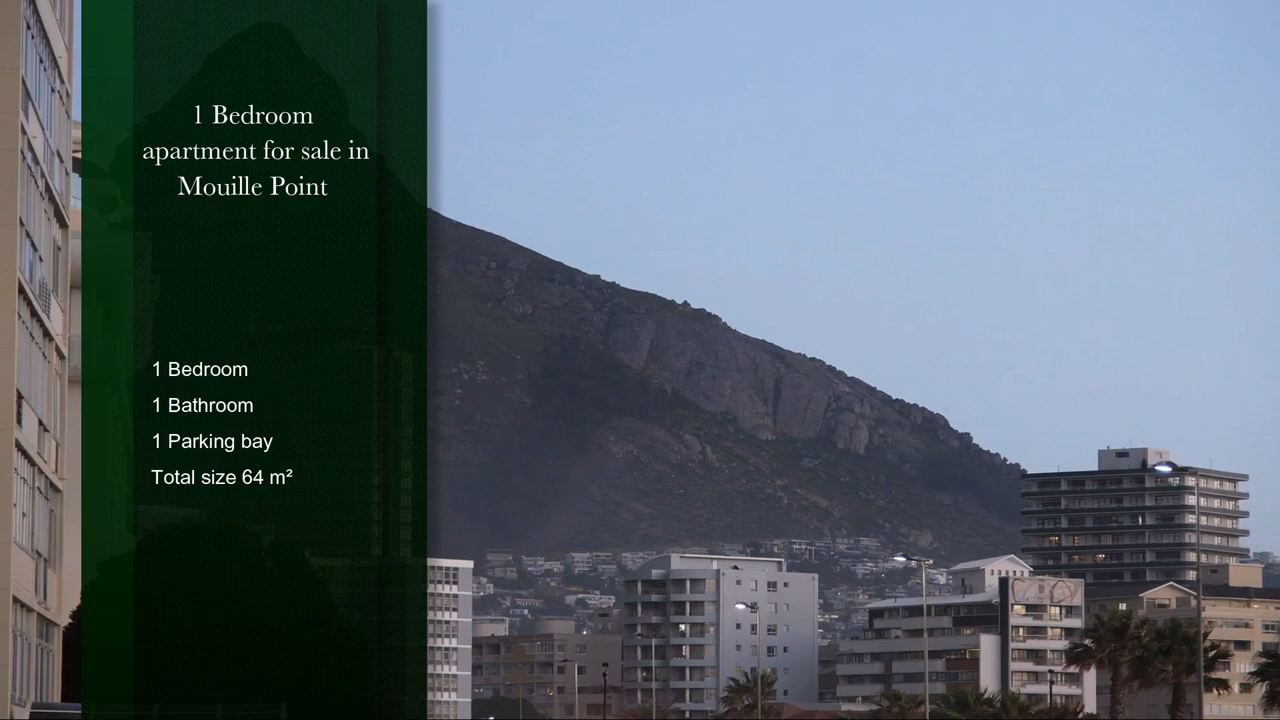 1 Bedroom
apartment for sale in
Mouille Point
1 Bedroom
1 Bathroom
1 Parking bay
Total size 64 m²